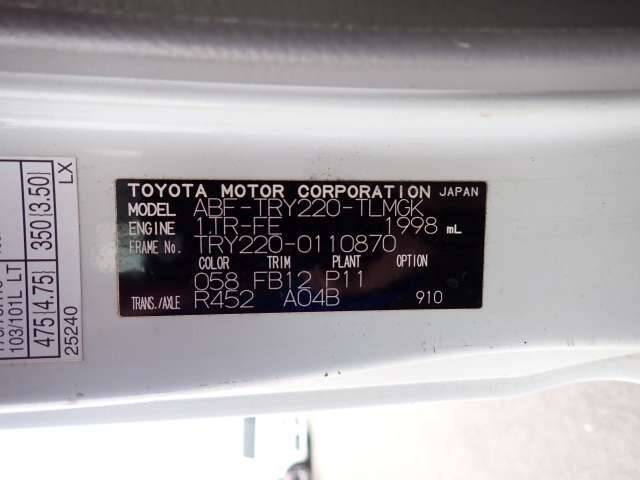 TOYOTA MOTOR CORPORATION JAPAN
MODEL ABF-TRY220-TLMGK
ENGINE 1TR-FE 1998 mL
FRAME No. TRY220-0110870
COLOR TRIM PLANT OPTION
058 FB12 P11
TRANS./AXLE R452 A04B 910
103/101L LT
475(4.75) 350(3.50)
25240 LX